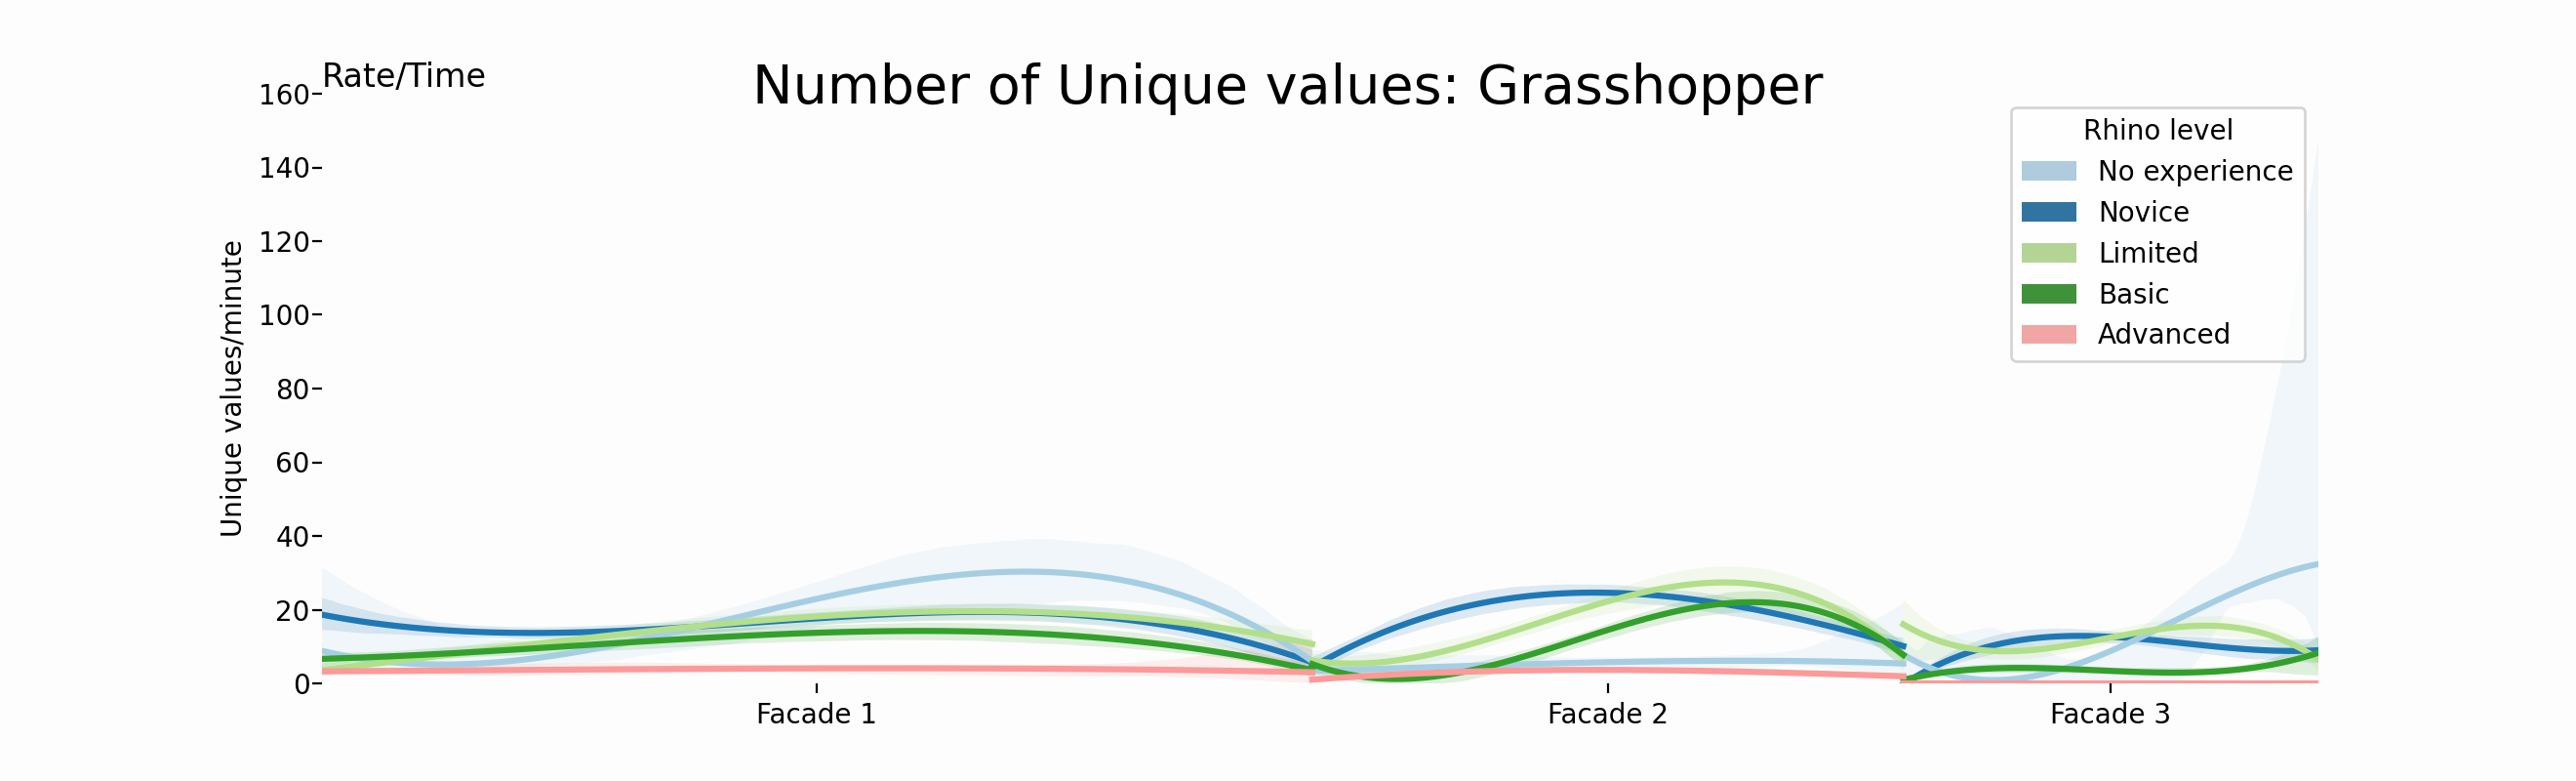 Rate/Time
Number of Unique values: Grasshopper
160
140
120
100
80
60
40
20
0
Unique values/minute
Rhino level
No experience
Novice
Limited
Basic
Advanced
Facade 1
Facade 2
Facade 3